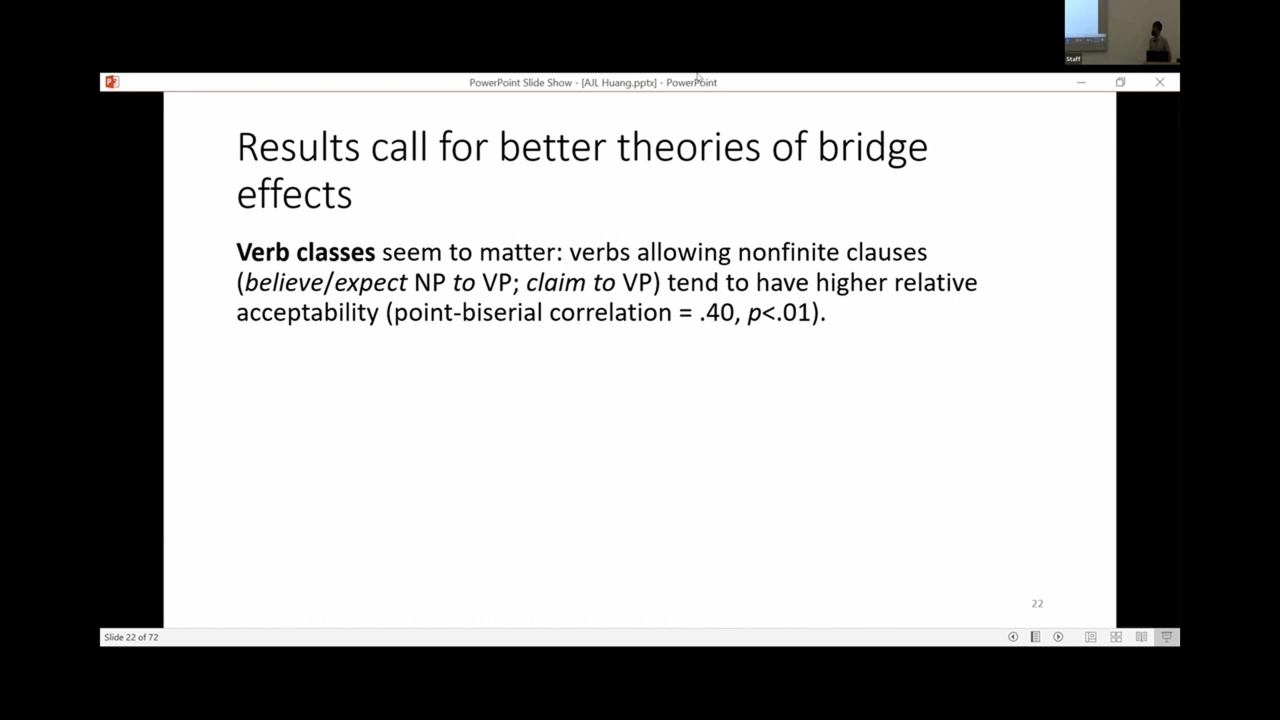 Staff
PowerPoint Slide Show - [AJL Huang.pptx] - PowerPoint
Results call for better theories of bridge
effects
Verb classes seem to matter: verbs allowing nonfinite clauses
(believe/expect NP to VP; claim to VP) tend to have higher relative
acceptability (point-biserial correlation = .40, p<.01).
22
Slide 22 of 72